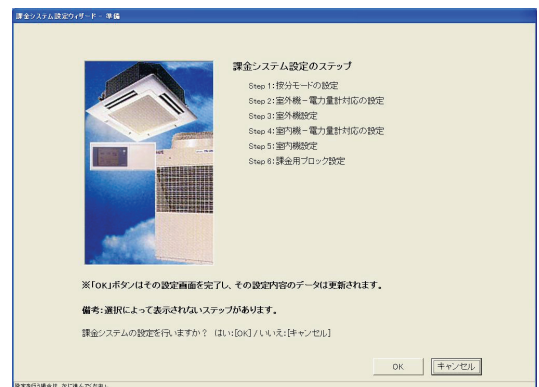 課金システム設定ウィザード - 準備
課金システム設定のステップ
Step 1:按分モードの設定
Step 2:室外機-電力量計対応の設定
Step 3:室外機設定
Step 4:室内機-電力量計対応の設定
Step 5:室内機設定
Step 6:課金用ブロック設定
※「OK」ボタンはその設定画面を完了し、その設定内容のデータは更新されます。
備考:選択によって表示されないステップがあります。
課金システムの設定を行いますか? はい:[OK] / いいえ:[キャンセル]
OK キャンセル